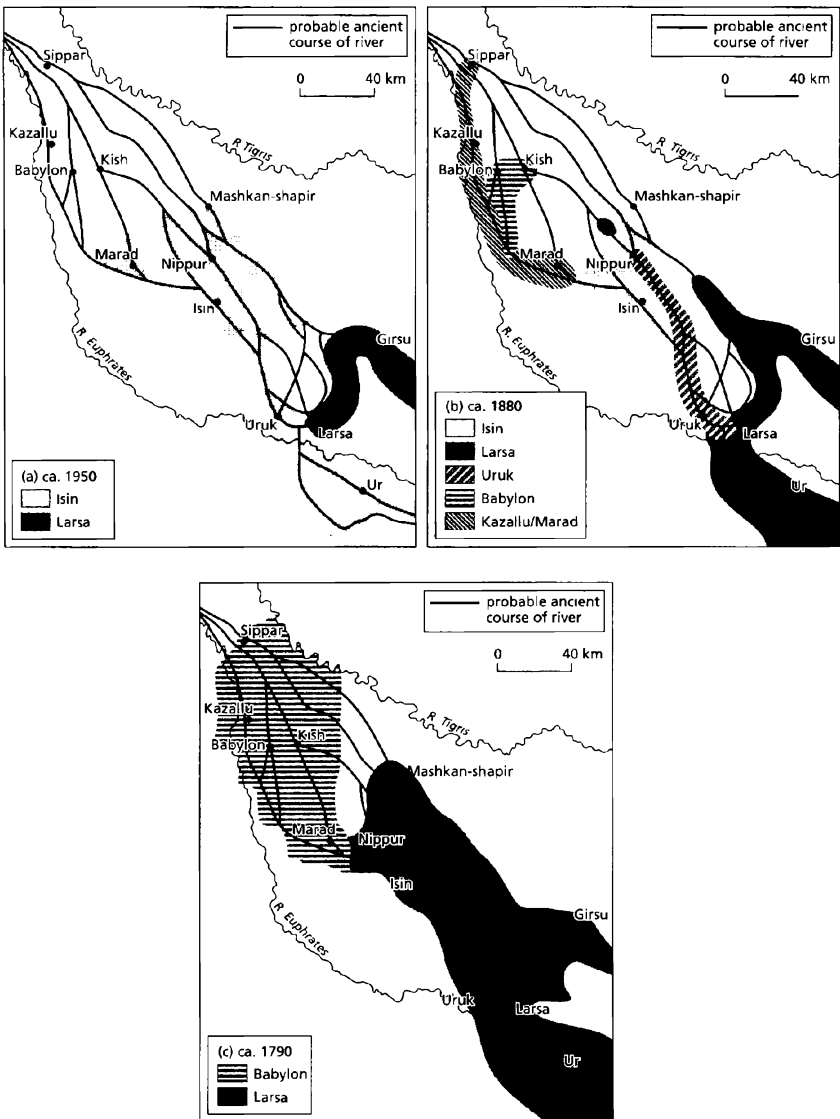 probable ancient
course of river
0 40 km
Sippar
R. Tigris
Kazallu
Babylon
Kish
Mashkan-shapir
Marad
Nippur
Isin
R. Euphrates
Girsu
Uruk
Larsa
Ur
(a) ca. 1950
Isin
Larsa
probable ancient
course of river
0 40 km
Sippar
R. Tigris
Kazallu
Babylon
Kish
Mashkan-shapir
Marad
Nippur
Isin
R. Euphrates
Girsu
Uruk
Larsa
Ur
(b) ca. 1880
Isin
Larsa
Uruk
Babylon
Kazallu/Marad
probable ancient
course of river
0 40 km
Sippar
R. Tigris
Kazallu
Babylon
Kish
Mashkan-shapir
Marad
Nippur
Isin
R. Euphrates
Girsu
Uruk
Larsa
Ur
(c) ca. 1790
Babylon
Larsa